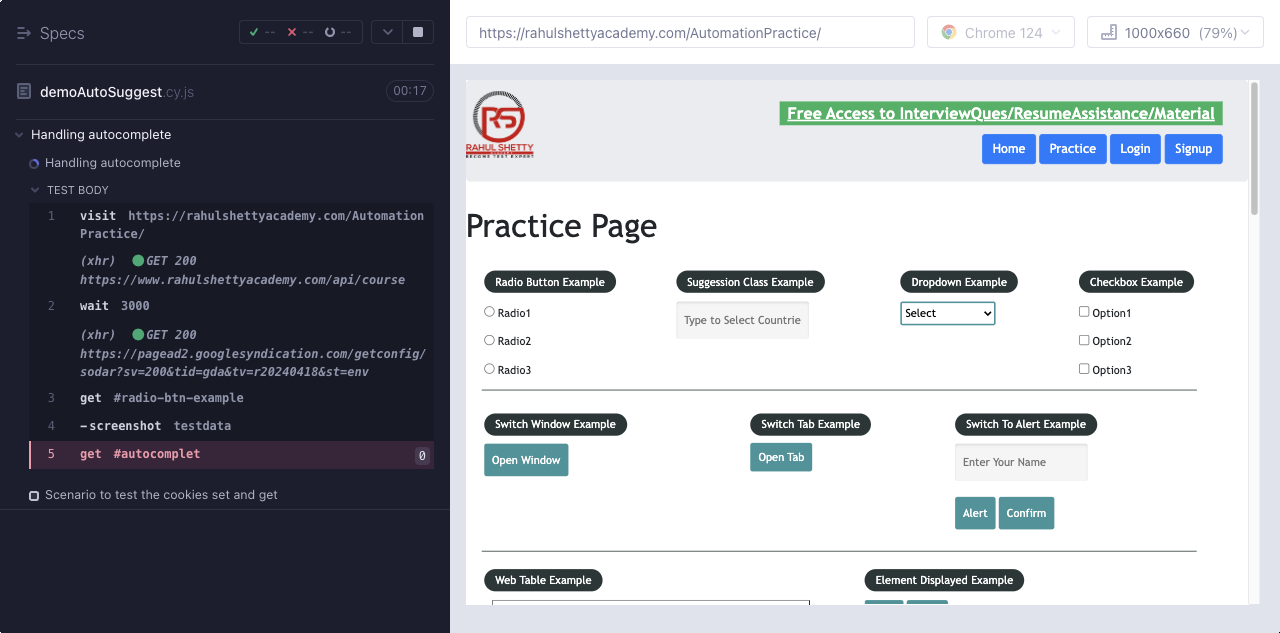 Specs
--
--
--
https://rahulshettyacademy.com/AutomationPractice/
Chrome 124
1000x660 (79%)
demoAutoSuggest.cy.js
00:17
Handling autocomplete
Handling autocomplete
TEST BODY
1 visit https://rahulshettyacademy.com/Automation
Practice/
(xhr) GET 200
https://www.rahulshettyacademy.com/api/course
2 wait 3000
(xhr) GET 200
https://pagead2.googlesyndication.com/getconfig/
sodar?sv=200&tid=gda&tv=r20240418&st=env
3 get #radio-btn-example
4 -screenshot testdata
5 get #autocomplet 0
Scenario to test the cookies set and get
RS
RAHUL SHETTY
ACADEMY
BECOME TEST EXPERT
Free Access to InterviewQues/ResumeAssistance/Material
Home Practice Login Signup
Practice Page
Radio Button Example
Radio1
Radio2
Radio3
Suggession Class Example
Type to Select Countrie
Dropdown Example
Select
Checkbox Example
Option1
Option2
Option3
Switch Window Example
Open Window
Switch Tab Example
Open Tab
Switch To Alert Example
Enter Your Name
Alert Confirm
Web Table Example
Element Displayed Example